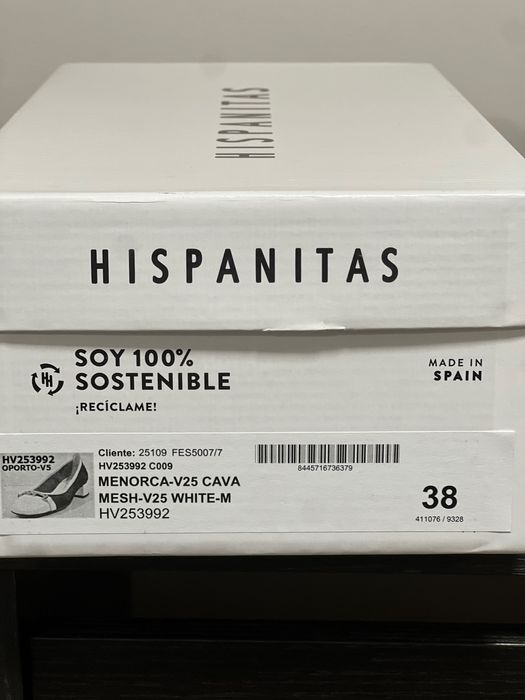 HISPANITAS
HISPANITAS
SOY 100%
SOSTENIBLE
¡RECÍCLAME!
MADE IN
SPAIN
HV253992
OPORTO-V5
Cliente: 25109 FES5007/7
HV253992 C009
MENORCA-V25 CAVA
MESH-V25 WHITE-M
HV253992
8445716736379
38
411076 / 9328